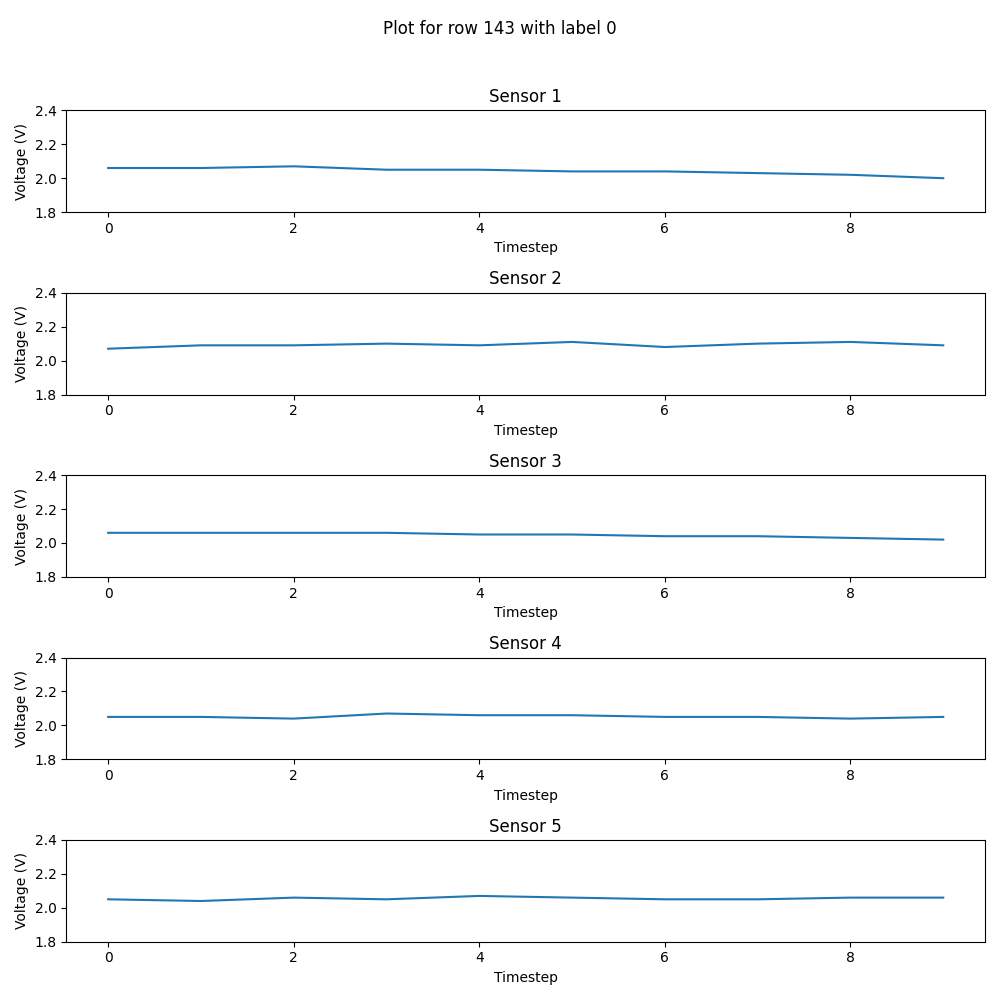 Plot for row 143 with label 0
Sensor 1
2.4
2.2
2.0
1.8
Voltage (V)
0 2 4 6 8
Timestep
Sensor 2
2.4
2.2
2.0
1.8
Voltage (V)
0 2 4 6 8
Timestep
Sensor 3
2.4
2.2
2.0
1.8
Voltage (V)
0 2 4 6 8
Timestep
Sensor 4
2.4
2.2
2.0
1.8
Voltage (V)
0 2 4 6 8
Timestep
Sensor 5
2.4
2.2
2.0
1.8
Voltage (V)
0 2 4 6 8
Timestep